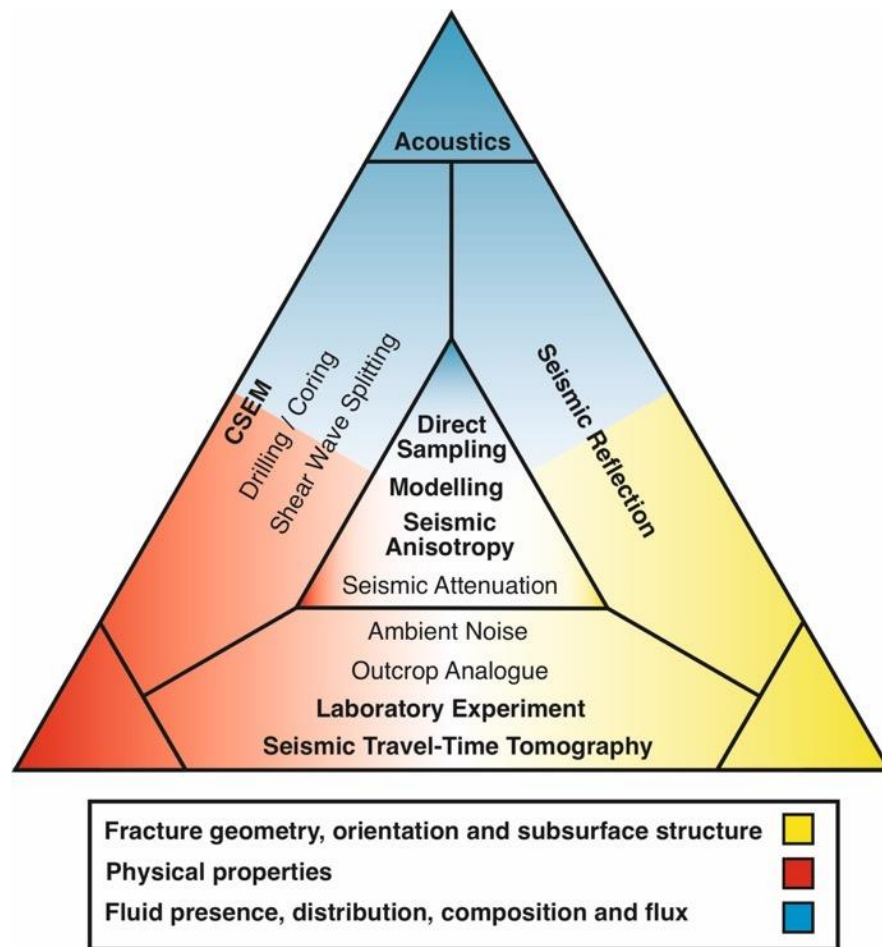 Acoustics
CSEM
Drilling / Coring
Shear Wave Splitting
Seismic Reflection
Direct
Sampling
Modelling
Seismic
Anisotropy
Seismic Attenuation
Ambient Noise
Outcrop Analogue
Laboratory Experiment
Seismic Travel-Time Tomography
Fracture geometry, orientation and subsurface structure
Physical properties
Fluid presence, distribution, composition and flux